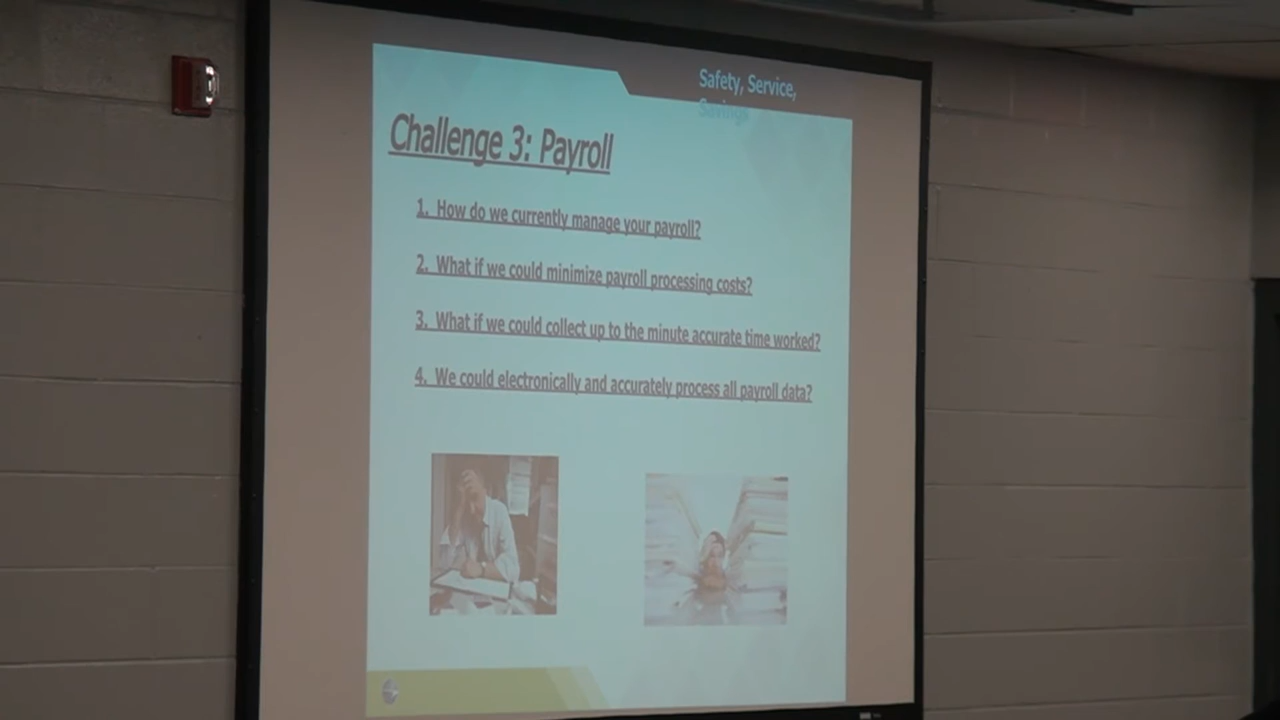 Safety, Service,
Savings
Challenge 3: Payroll
1. How do we currently manage your payroll?
2. What if we could minimize payroll processing costs?
3. What if we could collect up to the minute accurate time worked?
4. We could electronically and accurately process all payroll data?